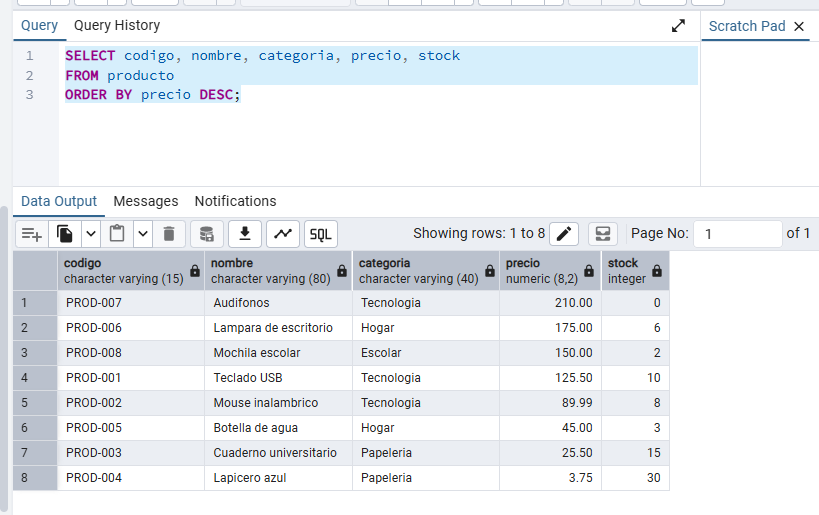 Query Query History Scratch Pad
1 SELECT codigo, nombre, categoria, precio, stock
2 FROM producto
3 ORDER BY precio DESC;
Data Output Messages Notifications
SQL Showing rows: 1 to 8 Page No: 1 of 1
codigo nombre categoria precio stock
character varying (15) character varying (80) character varying (40) numeric (8,2) integer
1 PROD-007 Audifonos Tecnologia 210.00 0
2 PROD-006 Lampara de escritorio Hogar 175.00 6
3 PROD-008 Mochila escolar Escolar 150.00 2
4 PROD-001 Teclado USB Tecnologia 125.50 10
5 PROD-002 Mouse inalambrico Tecnologia 89.99 8
6 PROD-005 Botella de agua Hogar 45.00 3
7 PROD-003 Cuaderno universitario Papeleria 25.50 15
8 PROD-004 Lapicero azul Papeleria 3.75 30